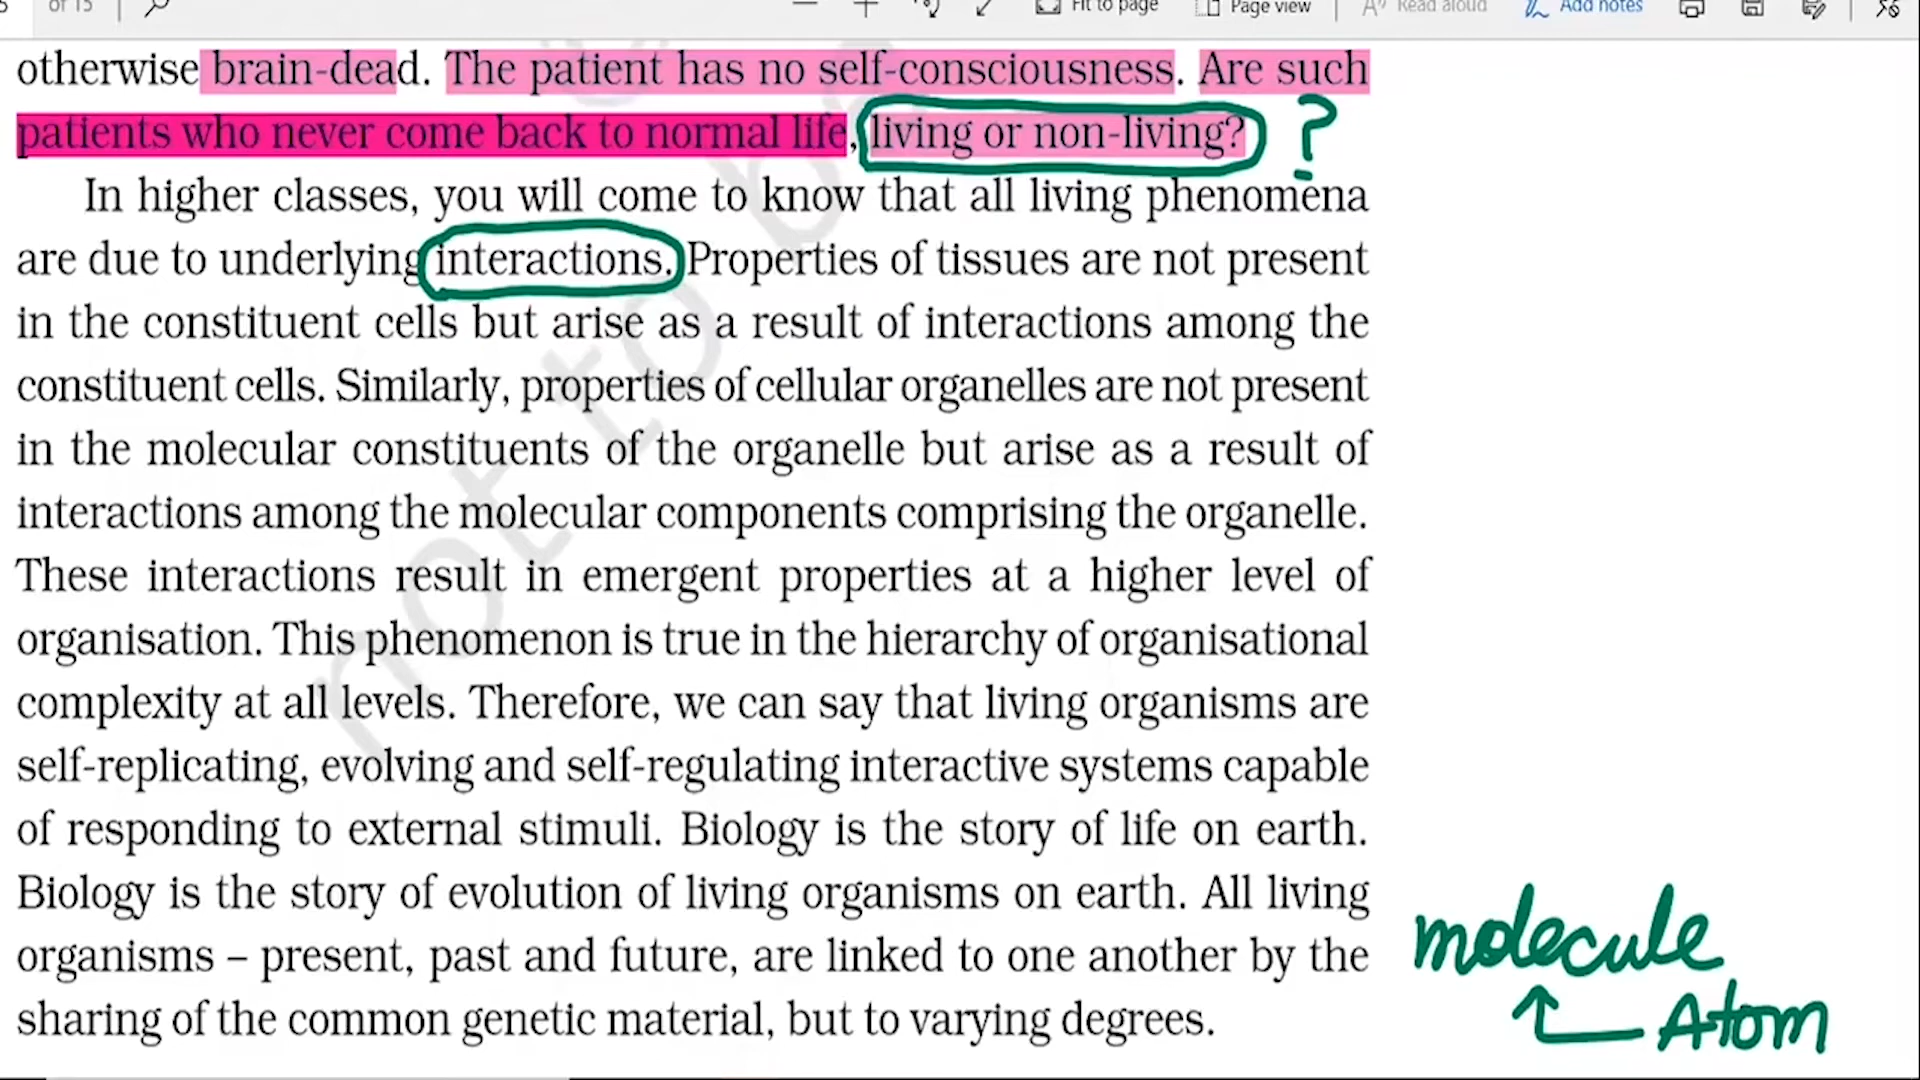 of 15 Fit to page Page view Read aloud Add notes
otherwise brain-dead. The patient has no self-consciousness. Are such
patients who never come back to normal life, living or non-living? ?
In higher classes, you will come to know that all living phenomena
are due to underlying interactions. Properties of tissues are not present
in the constituent cells but arise as a result of interactions among the
constituent cells. Similarly, properties of cellular organelles are not present
in the molecular constituents of the organelle but arise as a result of
interactions among the molecular components comprising the organelle.
These interactions result in emergent properties at a higher level of
organisation. This phenomenon is true in the hierarchy of organisational
complexity at all levels. Therefore, we can say that living organisms are
self-replicating, evolving and self-regulating interactive systems capable
of responding to external stimuli. Biology is the story of life on earth.
Biology is the story of evolution of living organisms on earth. All living
organisms – present, past and future, are linked to one another by the
sharing of the common genetic material, but to varying degrees.
molecule
Atom
not to b